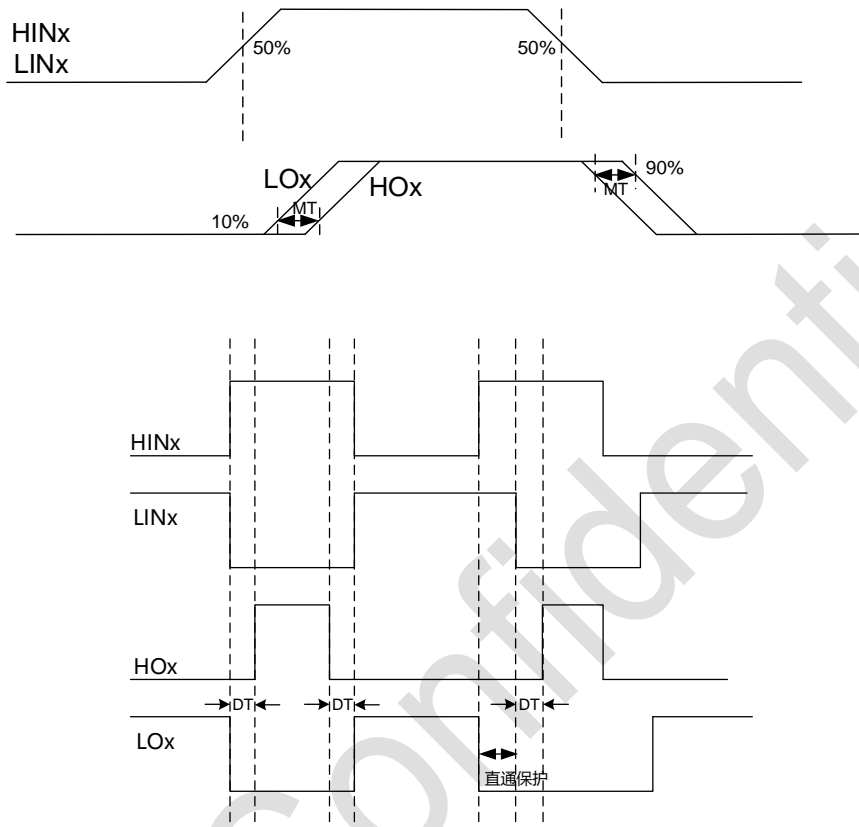 HINx
LINx
50%
50%
LOx
HOx
MT
MT
10%
90%
HINx
LINx
HOx
DT
DT
DT
LOx
直通保护
Confidenti